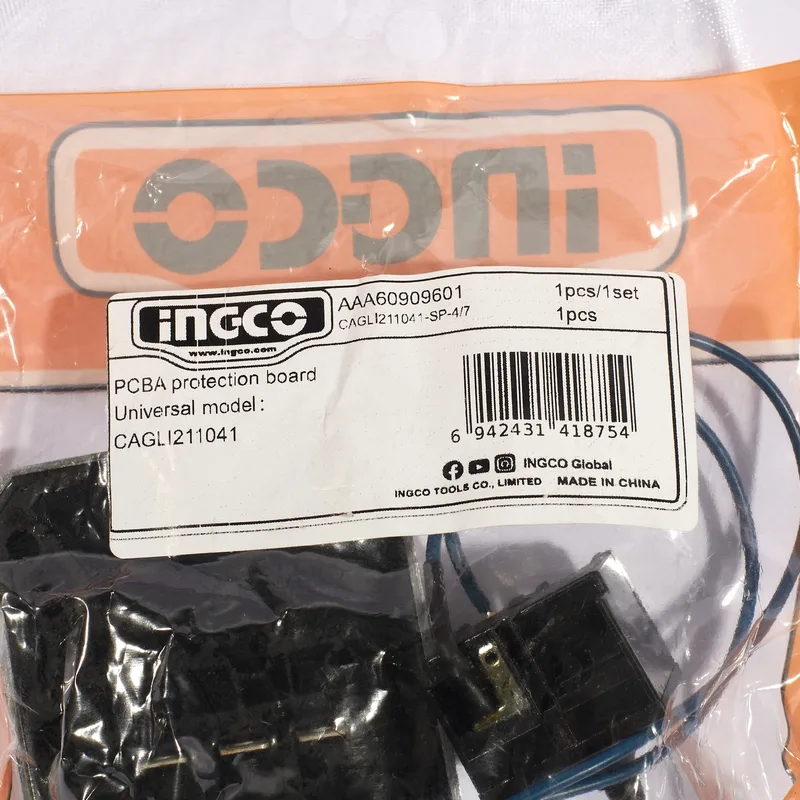 INGCO
INGCO
www.ingco.com
AAA60909601
1pcs/1set
CAGLI211041-SP-4/7
1pcs
PCBA protection board
Universal model:
CAGLI211041
6 942431 418754
INGCO Global
INGCO TOOLS CO., LIMITED MADE IN CHINA